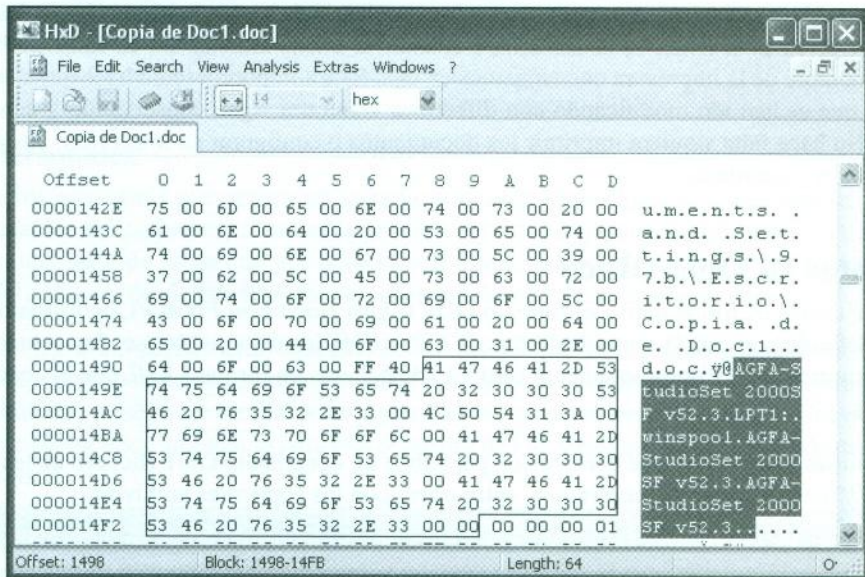 HxD - [Copia de Doc1.doc]
File Edit Search View Analysis Extras Windows ?
14 hex
Copia de Doc1.doc
Offset 0 1 2 3 4 5 6 7 8 9 A B C D
0000142E 75 00 6D 00 65 00 6E 00 74 00 73 00 20 00 u.m.e.n.t.s. .
0000143C 61 00 6E 00 64 00 20 00 53 00 65 00 74 00 a.n.d. .S.e.t.
0000144A 74 00 69 00 6E 00 67 00 73 00 5C 00 39 00 t.i.n.g.s.\.9.
00001458 37 00 62 00 5C 00 45 00 73 00 63 00 72 00 7.b.\.E.s.c.r.
00001466 69 00 74 00 6F 00 72 00 69 00 6F 00 5C 00 i.t.o.r.i.o.\.
00001474 43 00 6F 00 70 00 69 00 61 00 20 00 64 00 C.o.p.i.a. .d.
00001482 65 00 20 00 44 00 6F 00 63 00 31 00 2E 00 e. .D.o.c.1...
00001490 64 00 6F 00 63 00 FF 40 41 47 46 41 2D 53 d.o.c.ÿ@AGFA-S
0000149E 74 75 64 69 6F 53 65 74 20 32 30 30 30 53 tudioSet 2000S
000014AC 46 20 76 35 32 2E 33 00 4C 50 54 31 3A 00 F v52.3.LPT1:.
000014BA 77 69 6E 73 70 6F 6F 6C 00 41 47 46 41 2D winspool.AGFA-
000014C8 53 74 75 64 69 6F 53 65 74 20 32 30 30 30 StudioSet 2000
000014D6 53 46 20 76 35 32 2E 33 00 41 47 46 41 2D SF v52.3.AGFA-
000014E4 53 74 75 64 69 6F 53 65 74 20 32 30 30 30 StudioSet 2000
000014F2 53 46 20 76 35 32 2E 33 00 00 00 00 00 01 SF v52.3......
Offset: 1498 Block: 1498-14FB Length: 64